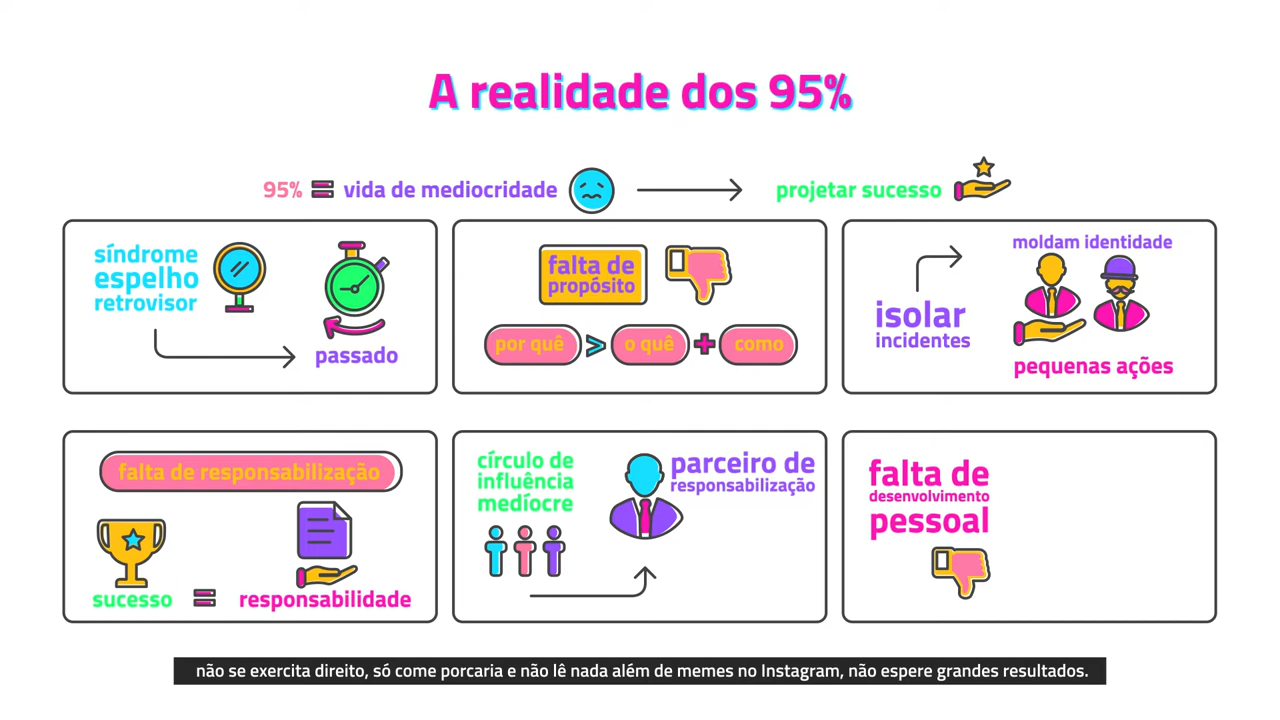 A realidade dos 95%
95% = vida de mediocridade
projetar sucesso
síndrome
espelho
retrovisor
passado
falta de
propósito
por quê > o quê + como
isolar
incidentes
moldam identidade
pequenas ações
falta de responsabilização
sucesso = responsabilidade
círculo de
influência
medíocre
parceiro de
responsabilização
falta de
desenvolvimento
pessoal
não se exercita direito, só come porcaria e não lê nada além de memes no Instagram, não espere grandes resultados.